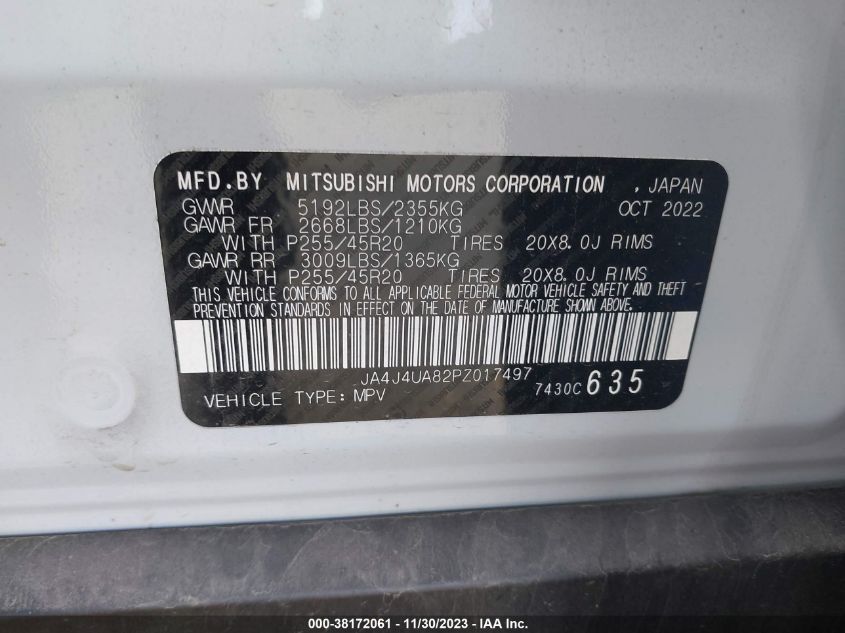 MFD.BY MITSUBISHI MOTORS CORPORATION , JAPAN
GVWR 5192LBS/2355KG OCT 2022
GAWR FR 2668LBS/1210KG
WITH P255/45R20 TIRES 20X8.0J RIMS
GAWR RR 3009LBS/1365KG
WITH P255/45R20 TIRES 20X8.0J RIMS
THIS VEHICLE CONFORMS TO ALL APPLICABLE FEDERAL MOTOR VEHICLE SAFETY AND THEFT
PREVENTION STANDARDS IN EFFECT ON THE DATE OF MANUFACTURE SHOWN ABOVE.
JA4J4UA82PZ017497
VEHICLE TYPE: MPV 7430C 635
000-38172061 - 11/30/2023 - IAA Inc.